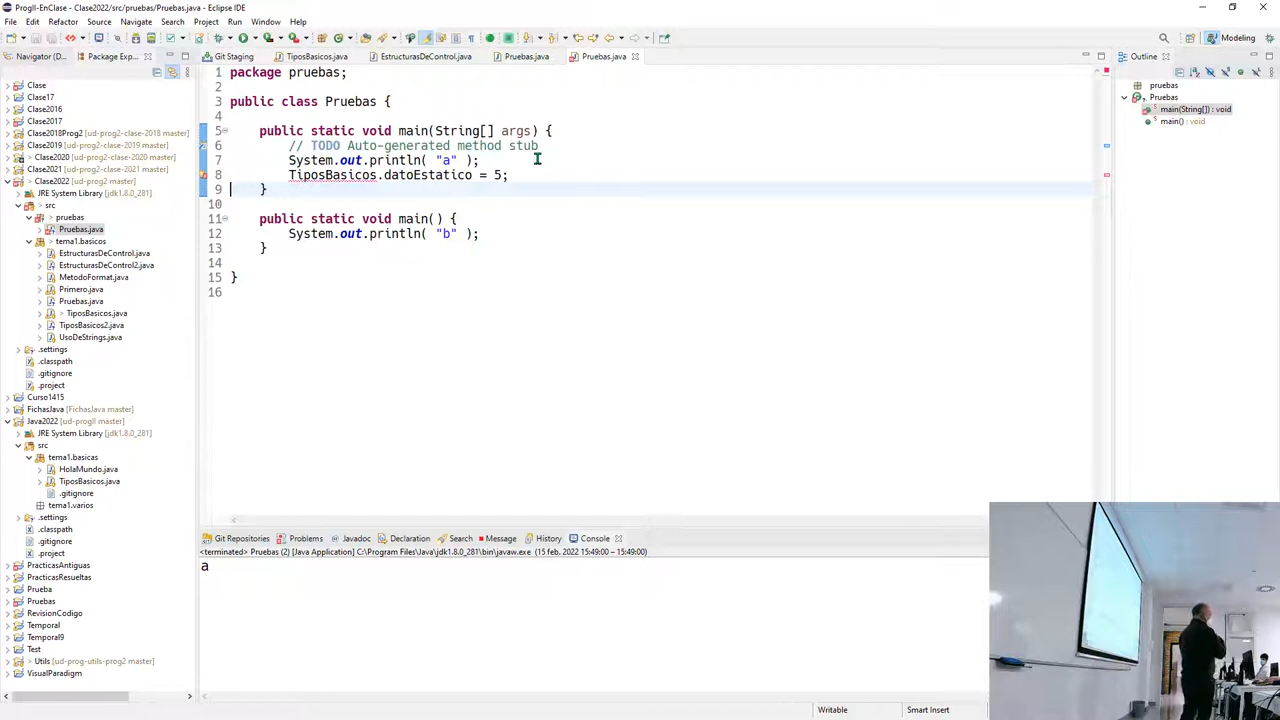 ProgII-EnClase - Clase2022/src/pruebas/Pruebas.java - Eclipse IDE
File Edit Refactor Source Navigate Search Project Run Window Help
Modeling
Navigator (D... Package Exp...
Git Staging TiposBasicos.java EstructurasDeControl.java Pruebas.java Pruebas.java
Outline
Clase
Clase17
Clase2016
Clase2018Prog2 [ud-prog2-clase-2018 master]
Clase2019 [ud-prog2-clase-2019 master]
> Clase2020 [ud-prog2-clase-2020 master]
Clase2021 [ud-prog2-clase-2021 master]
> Clase2022 [ud-prog2-clase-2022 master]
JRE System Library [jdk1.8.0_281]
> src
> pruebas
Pruebas.java
> tema1.basicos
EstructurasDeControl.java
EstructurasDeControl2.java
MetodoFormat.java
Primero.java
Pruebas.java
> TiposBasicos.java
TiposBasicos2.java
UsoDeStrings.java
.settings
.classpath
.gitignore
.project
Curso1415
FichasJava [FichasJava master]
Java2022 [ud-progII master]
JRE System Library [jdk1.8.0_281]
src
tema1.basicas
HolaMundo.java
TiposBasicos.java
.gitignore
tema1.varios
.settings
.classpath
.gitignore
.project
PracticasAntiguas
PracticasResueltas
Prueba
Pruebas
RevisionCodigo
Temporal
Temporal9
Test
> Utils [ud-prog-utils-prog2 master]
VisualParadigm
1 package pruebas;
2
3 public class Pruebas {
4
5 public static void main(String[] args) {
6 // TODO Auto-generated method stub
7 System.out.println( "a" );
8 TiposBasicos.datoEstatico = 5;
9 }
10
11 public static void main() {
12 System.out.println( "b" );
13 }
14
15 }
16
pruebas
Pruebas
main(String[]) : void
main() : void
Git Repositories Problems Javadoc Declaration Search Message History Console
<terminated> Pruebas (2) [Java Application] C:\Program Files\Java\jdk1.8.0_281\bin\javaw.exe (15 feb. 2022 15:49:00 – 15:49:00)
a
Writable Smart Insert